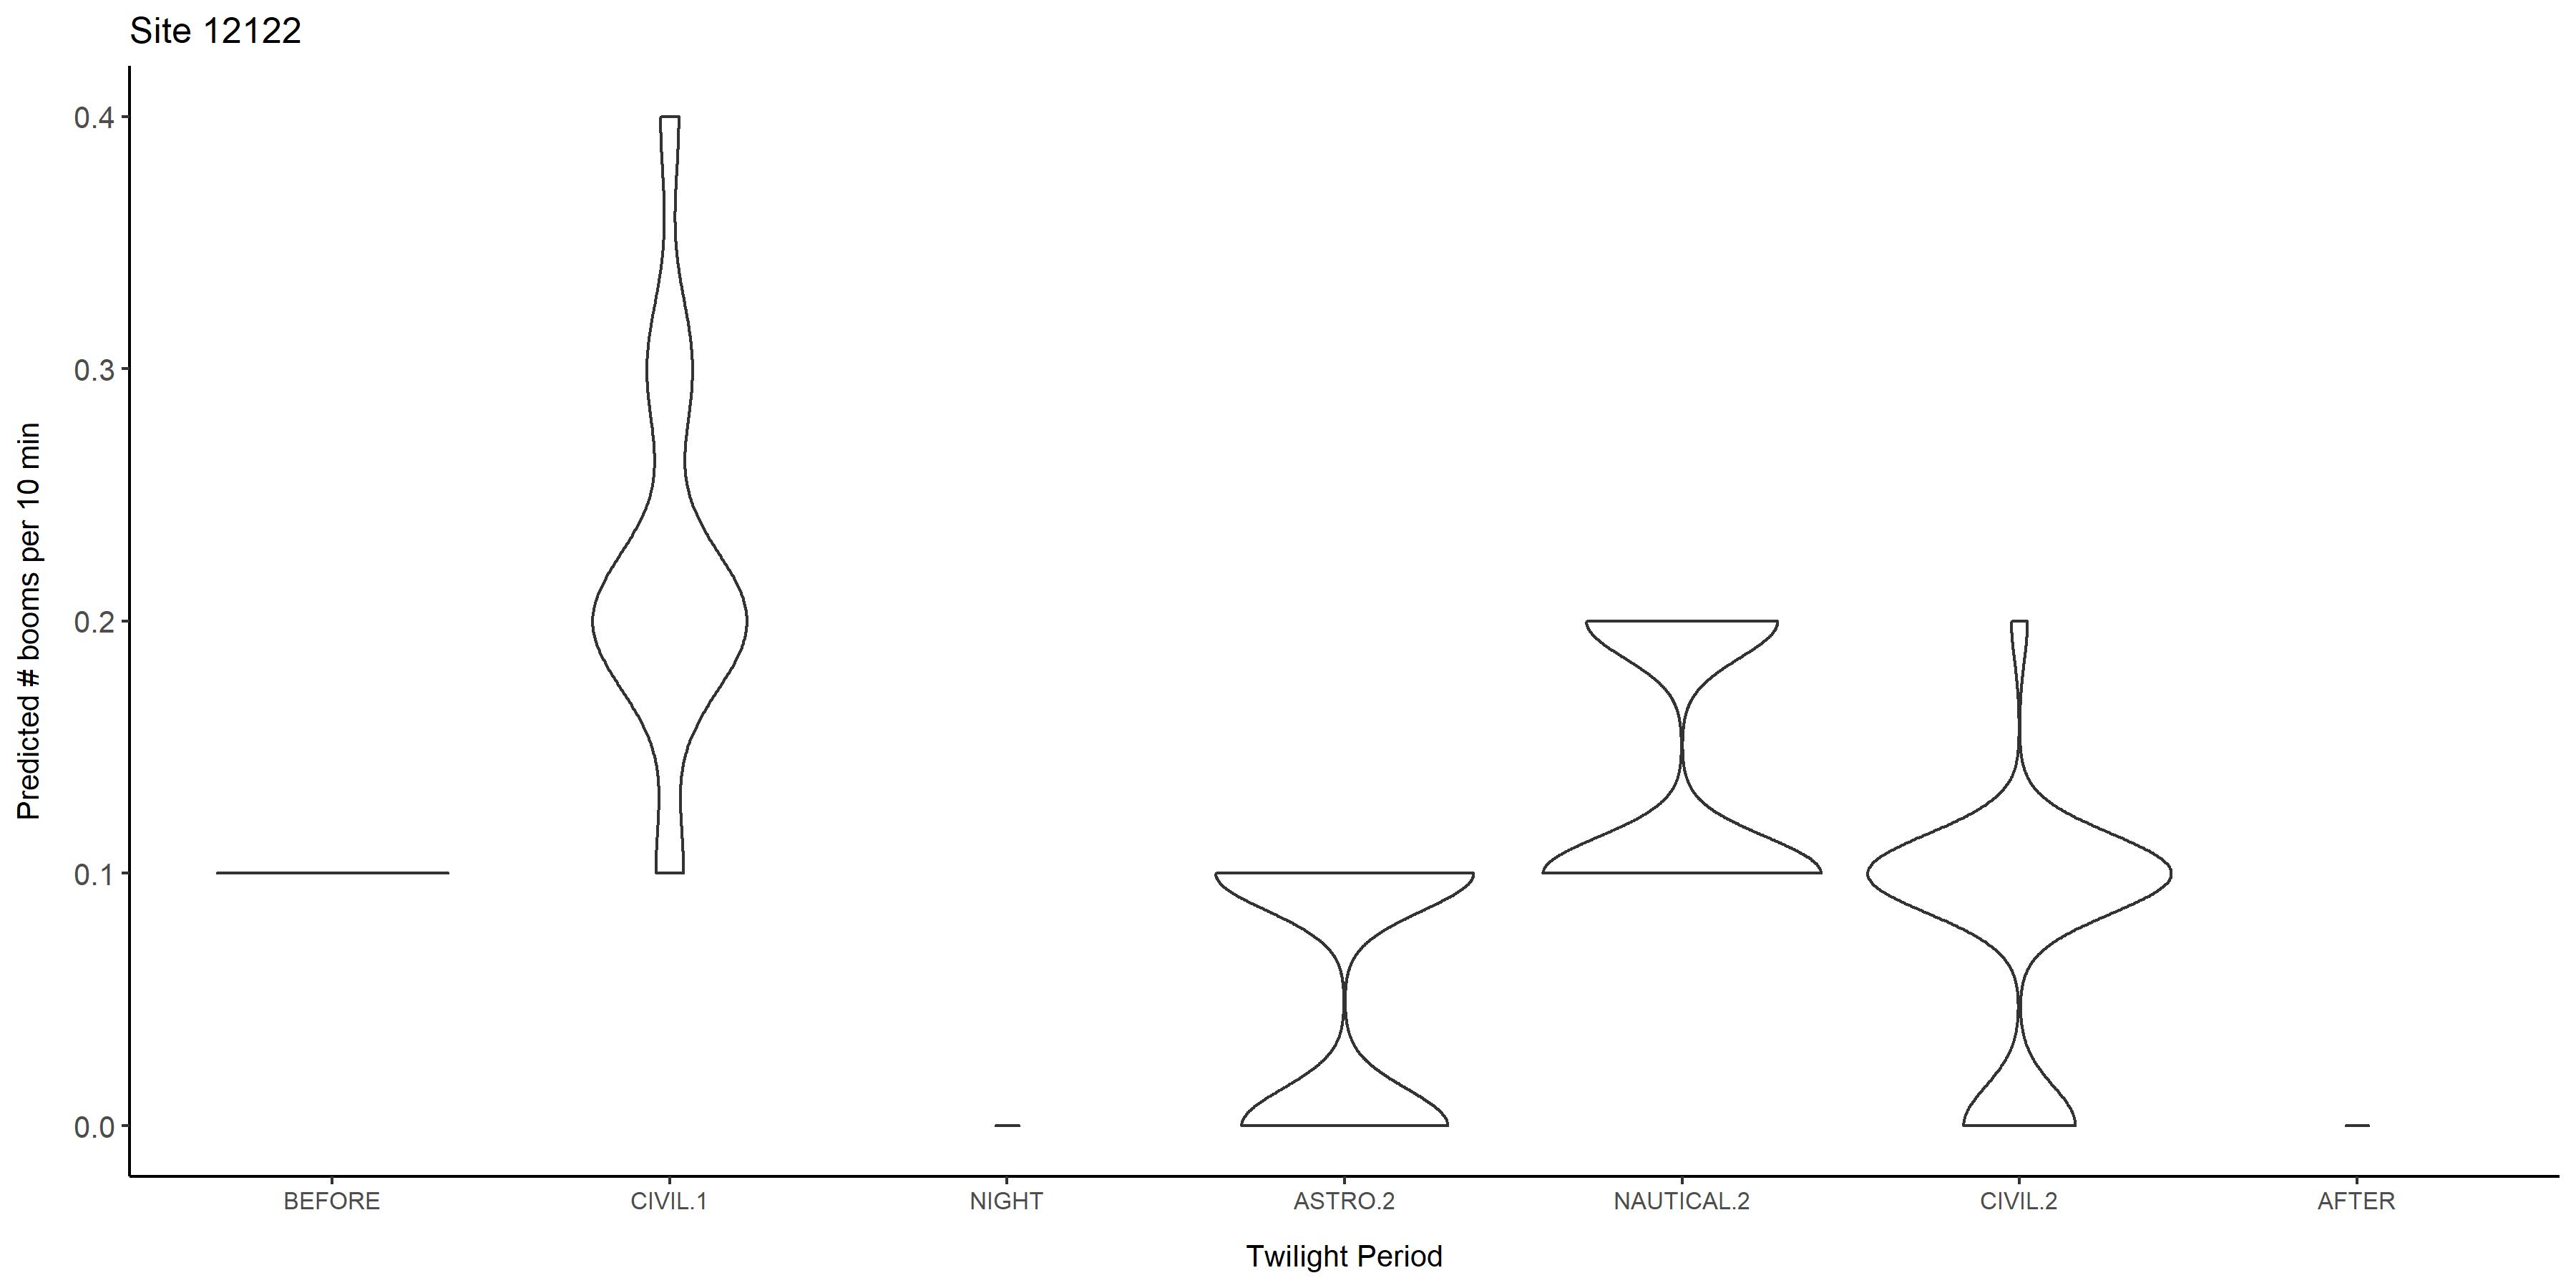 Site 12122
Predicted # booms per 10 min
0.4
0.3
0.2
0.1
0.0
BEFORE CIVIL.1 NIGHT ASTRO.2 NAUTICAL.2 CIVIL.2 AFTER
Twilight Period